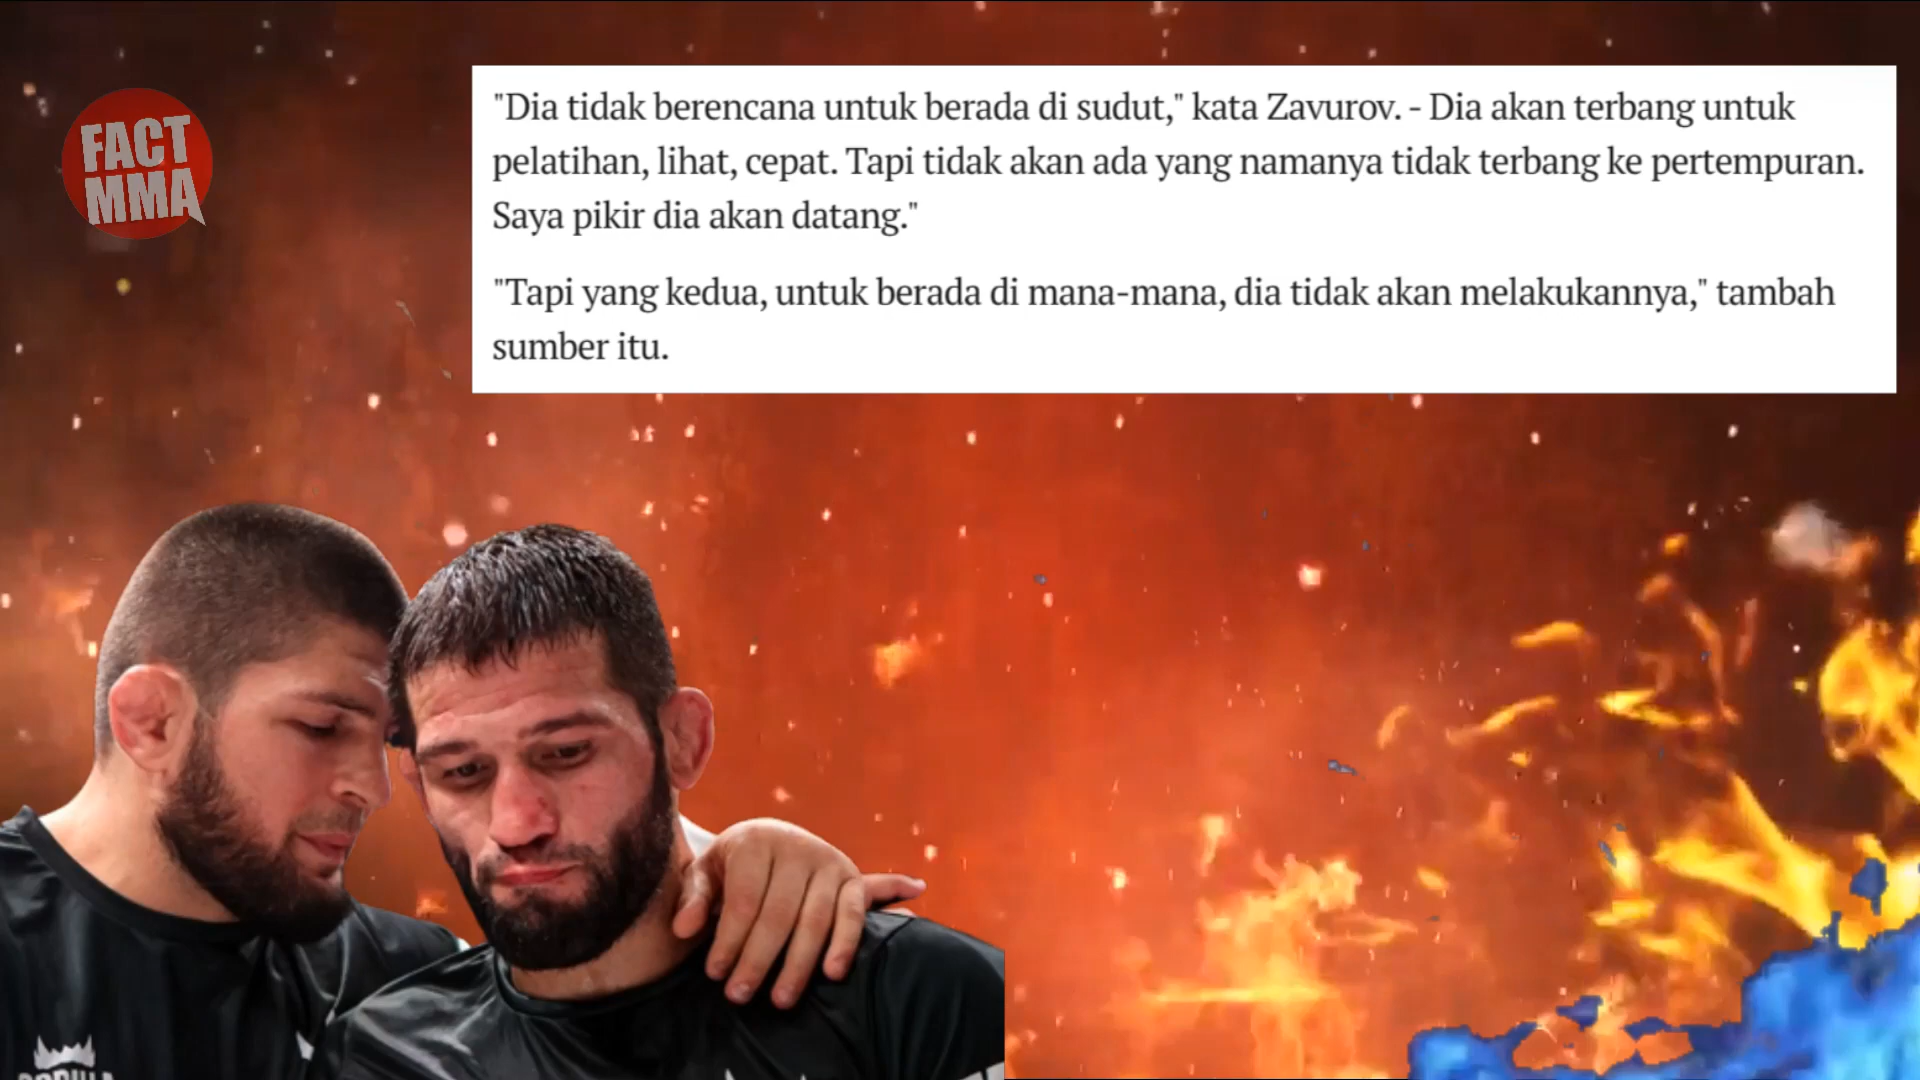 FACT
MMA
"Dia tidak berencana untuk berada di sudut," kata Zavurov. - Dia akan terbang untuk
pelatihan, lihat, cepat. Tapi tidak akan ada yang namanya tidak terbang ke pertempuran.
Saya pikir dia akan datang."
"Tapi yang kedua, untuk berada di mana-mana, dia tidak akan melakukannya," tambah
sumber itu.